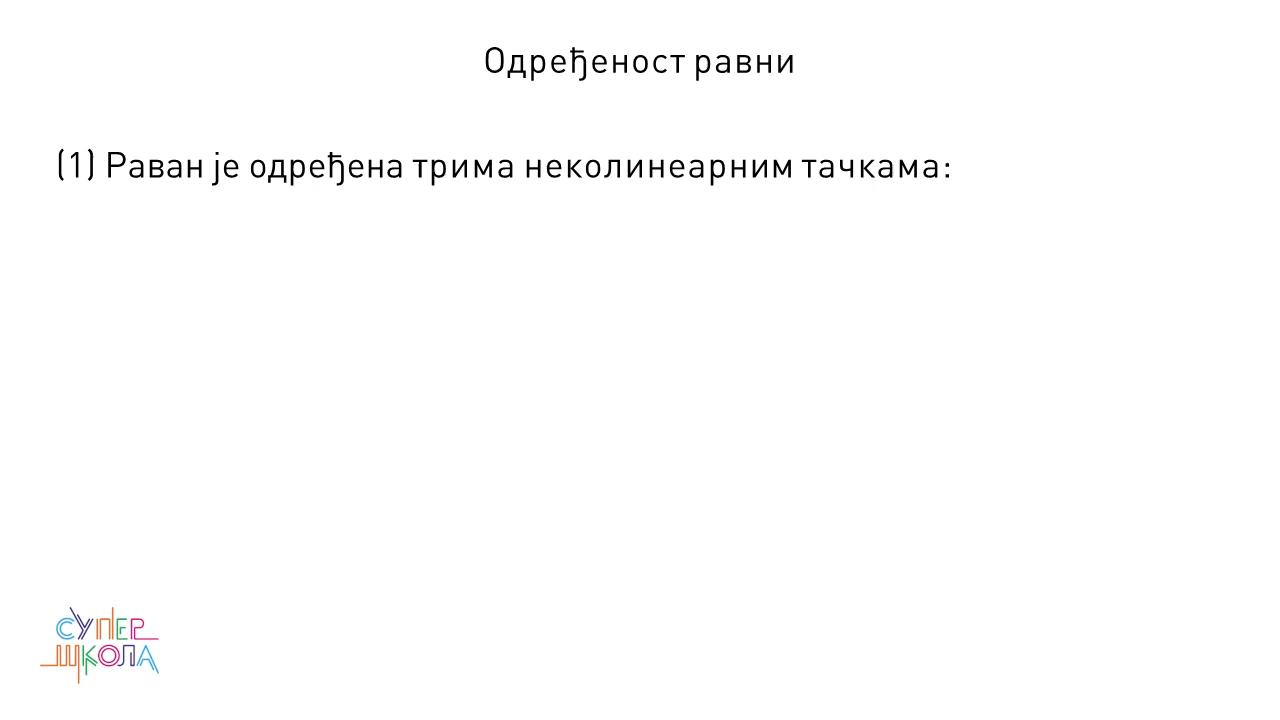 Одређеност равни
(1) Раван је одређена трима неколинеарним тачкама:
СУПЕР
ШКОЛА